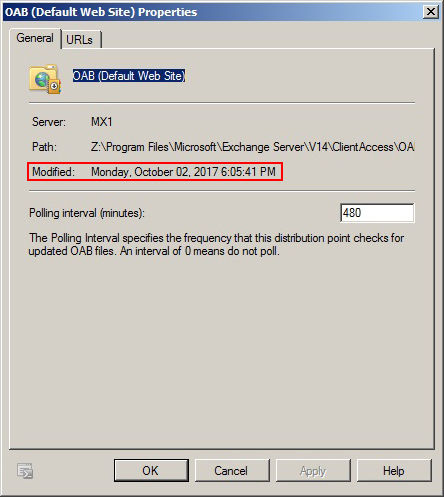 OAB (Default Web Site) Properties
General
URLs
OAB (Default Web Site)
Server: MX1
Path: Z:\Program Files\Microsoft\Exchange Server\V14\ClientAccess\OA
Modified: Monday, October 02, 2017 6:05:41 PM
Polling interval (minutes): 480
The Polling Interval specifies the frequency that this distribution point checks for
updated OAB files. An interval of 0 means do not poll.
OK Cancel Apply Help